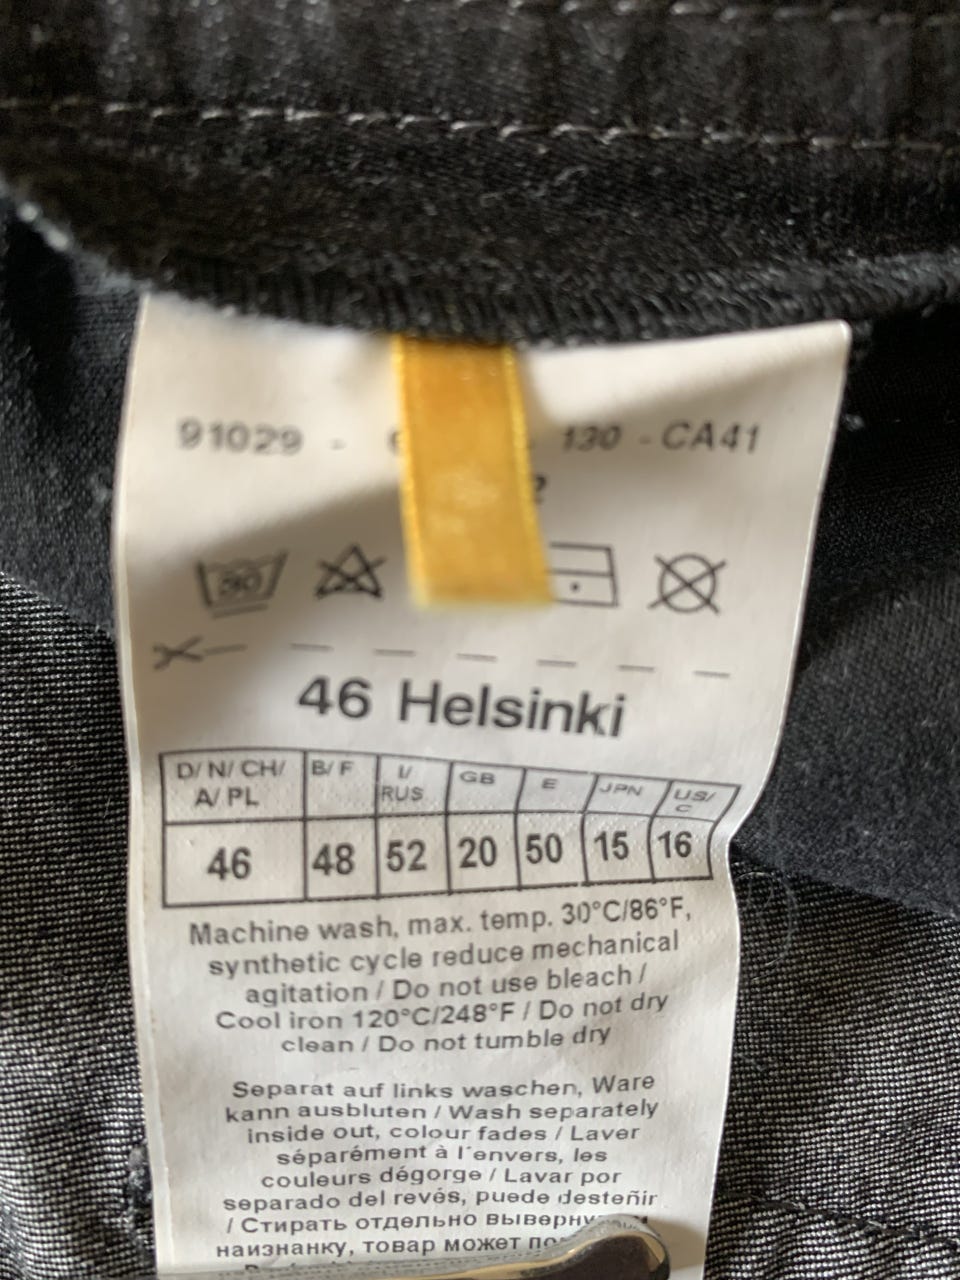 91029 - 130 - CA41
2
30
46 Helsinki
D/ N/ CH/ A/ PL B/ F I/ RUS GB E JPN US/ C
46 48 52 20 50 15 16
Machine wash, max. temp. 30°C/86°F,
synthetic cycle reduce mechanical
agitation / Do not use bleach /
Cool iron 120°C/248°F / Do not dry
clean / Do not tumble dry
Separat auf links waschen, Ware
kann ausbluten / Wash separately
inside out, colour fades / Laver
séparément à l'envers, les
couleurs dégorge / Lavar por
separado del revés, puede desteñir
/ Стирать отдельно
наизнанку, товар может